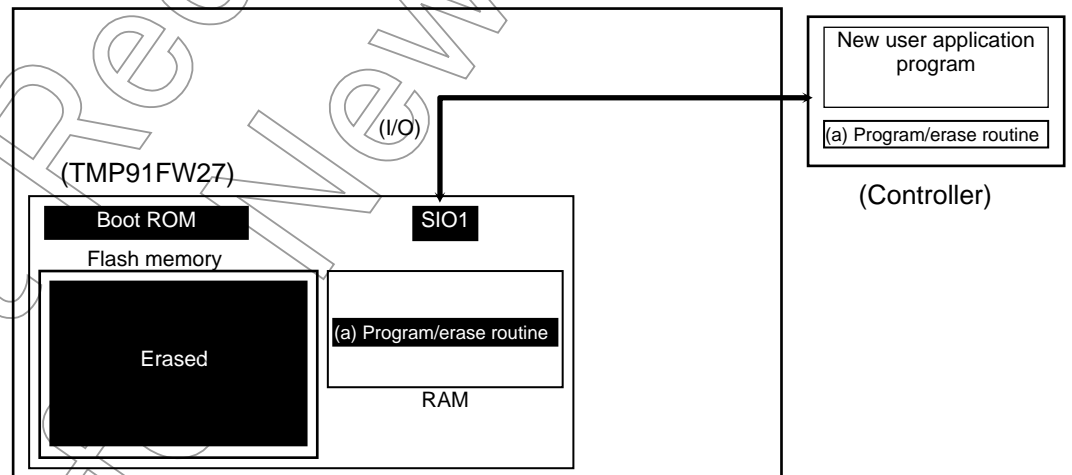 New user application
program
(a) Program/erase routine
(Controller)
(I/O)
(TMP91FW27)
Boot ROM
SIO1
Flash memory
Erased
(a) Program/erase routine
RAM